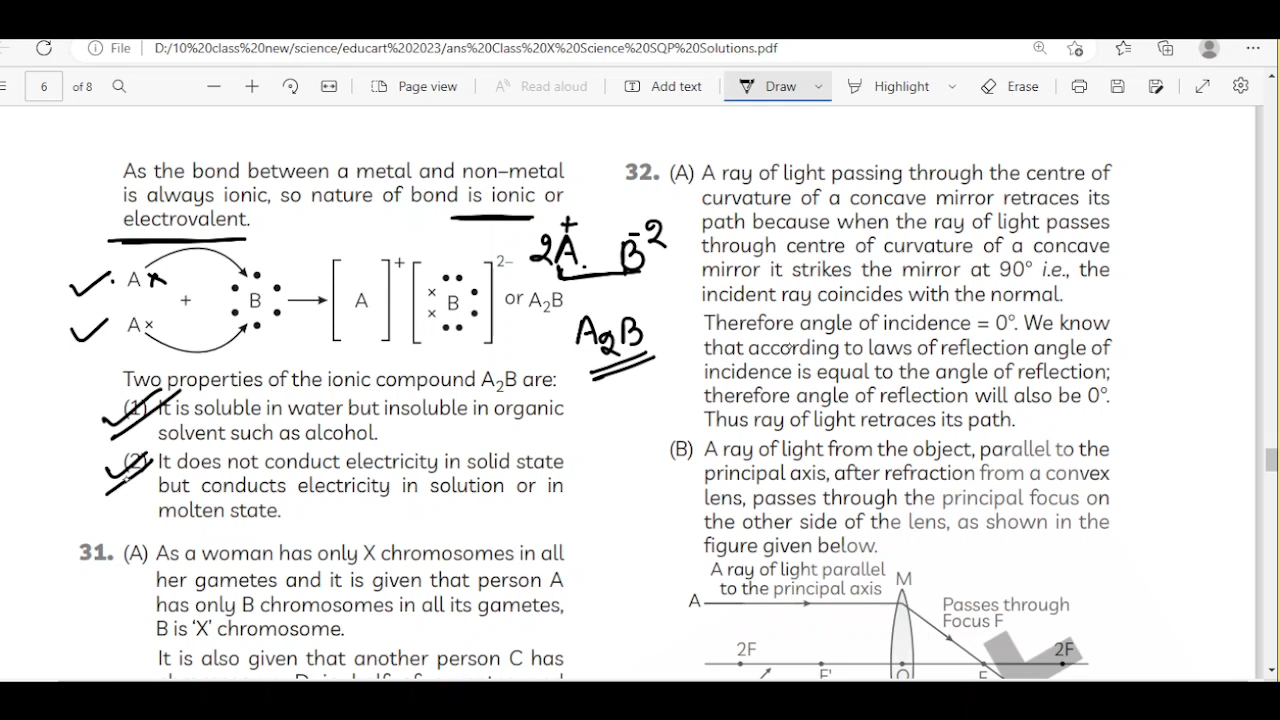 File D:/10%20class%20new/science/educart%202023/ans%20Class%20X%20Science%20SQP%20Solutions.pdf
6 of 8 Page view Read aloud Add text Draw Highlight Erase
As the bond between a metal and non–metal
is always ionic, so nature of bond is ionic or
electrovalent.
2A+ B-2
A x
+
A×
B
[A]+ [×× B]2– or A2B
A2B
Two properties of the ionic compound A2B are:
(1) It is soluble in water but insoluble in organic
solvent such as alcohol.
(2) It does not conduct electricity in solid state
but conducts electricity in solution or in
molten state.
31. (A) As a woman has only X chromosomes in all
her gametes and it is given that person A
has only B chromosomes in all its gametes,
B is ‘X’ chromosome.
It is also given that another person C has
32. (A) A ray of light passing through the centre of
curvature of a concave mirror retraces its
path because when the ray of light passes
through centre of curvature of a concave
mirror it strikes the mirror at 90° i.e., the
incident ray coincides with the normal.
Therefore angle of incidence = 0°. We know
that according to laws of reflection angle of
incidence is equal to the angle of reflection;
therefore angle of reflection will also be 0°.
Thus ray of light retraces its path.
(B) A ray of light from the object, parallel to the
principal axis, after refraction from a convex
lens, passes through the principal focus on
the other side of the lens, as shown in the
figure given below.
A ray of light parallel
to the principal axis
M
A
Passes through
Focus F
2F
2F
F'
O
F